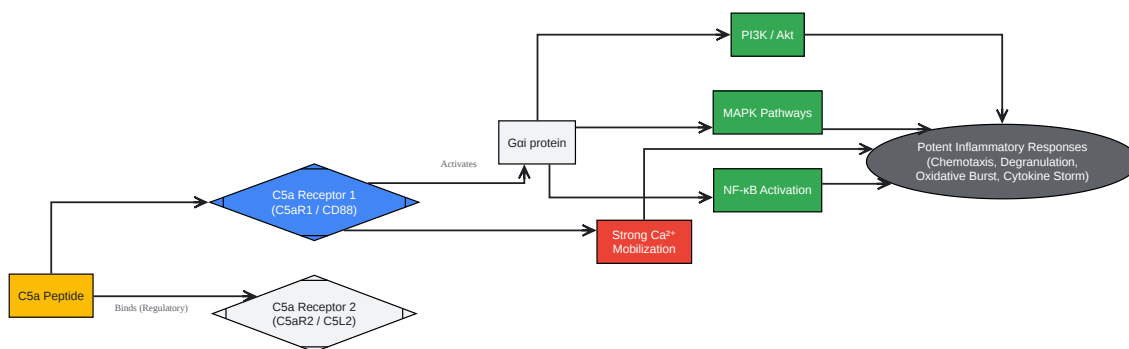 PI3K / Akt
MAPK Pathways
Gαi protein
Potent Inflammatory Responses
(Chemotaxis, Degranulation,
Oxidative Burst, Cytokine Storm)
Activates
C5a Receptor 1
(C5aR1 / CD88)
NF-κB Activation
Strong Ca²⁺
Mobilization
C5a Peptide
Binds (Regulatory)
C5a Receptor 2
(C5aR2 / C5L2)